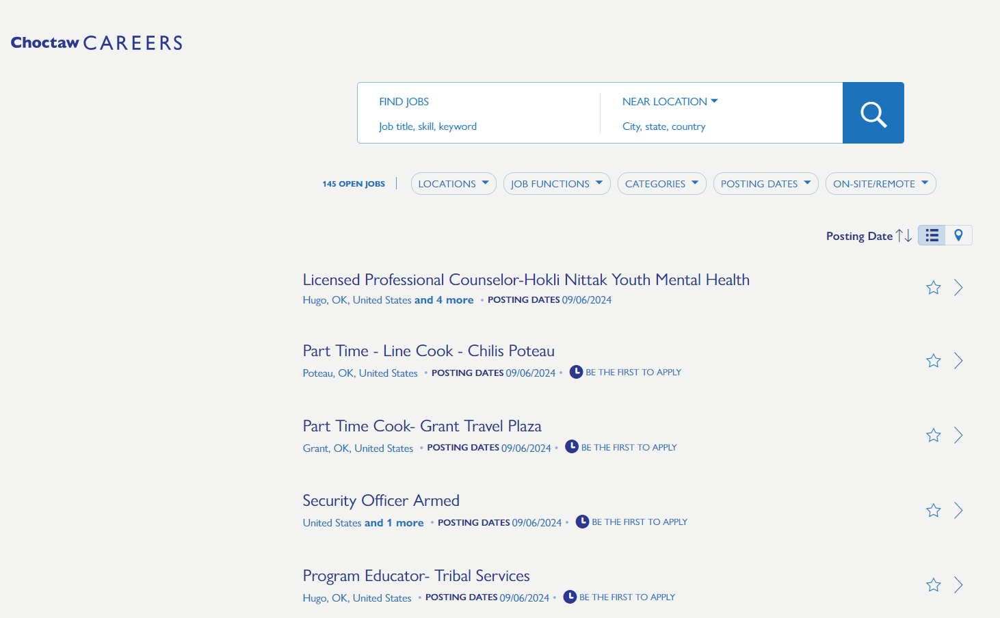 Choctaw CAREERS
FIND JOBS
Job title, skill, keyword
NEAR LOCATION
City, state, country
145 OPEN JOBS
LOCATIONS
JOB FUNCTIONS
CATEGORIES
POSTING DATES
ON-SITE/REMOTE
Posting Date
Licensed Professional Counselor-Hokli Nittak Youth Mental Health
Hugo, OK, United States and 4 more • POSTING DATES 09/06/2024
Part Time - Line Cook - Chilis Poteau
Poteau, OK, United States • POSTING DATES 09/06/2024 • BE THE FIRST TO APPLY
Part Time Cook- Grant Travel Plaza
Grant, OK, United States • POSTING DATES 09/06/2024 • BE THE FIRST TO APPLY
Security Officer Armed
United States and 1 more • POSTING DATES 09/06/2024 • BE THE FIRST TO APPLY
Program Educator- Tribal Services
Hugo, OK, United States • POSTING DATES 09/06/2024 • BE THE FIRST TO APPLY